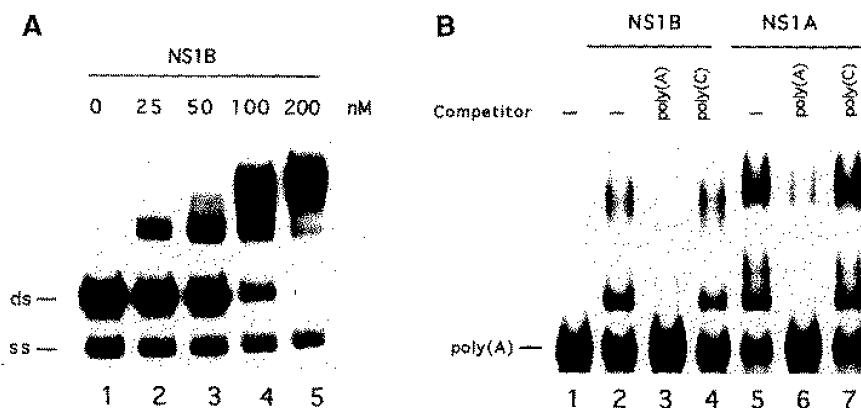 A
NS1B
0 25 50 100 200 nM
ds
ss
1 2 3 4 5
B
NS1B NS1A
Competitor – – poly(A) poly(C) – poly(A) poly(C)
poly(A)
1 2 3 4 5 6 7